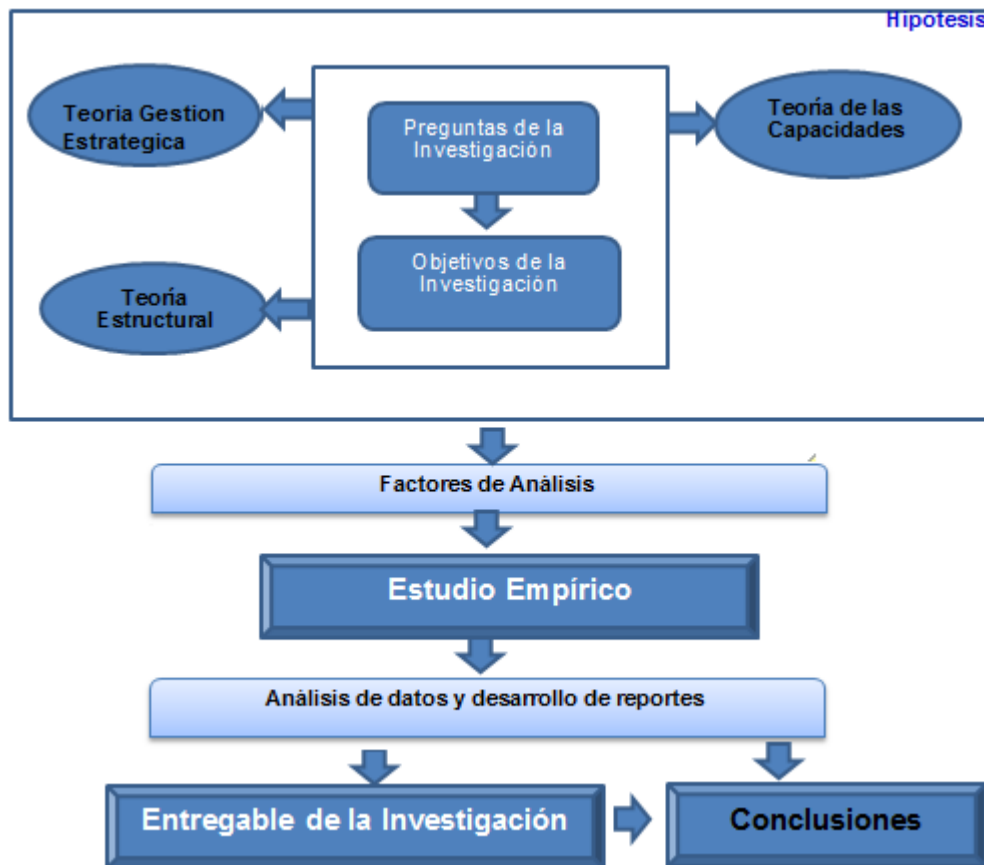 Hipótesis
Teoria Gestion
Estrategica
Preguntas de la
Investigación
Teoría de las
Capacidades
Objetivos de la
Investigación
Teoría
Estructural
Factores de Análisis
Estudio Empírico
Análisis de datos y desarrollo de reportes
Entregable de la Investigación
Conclusiones